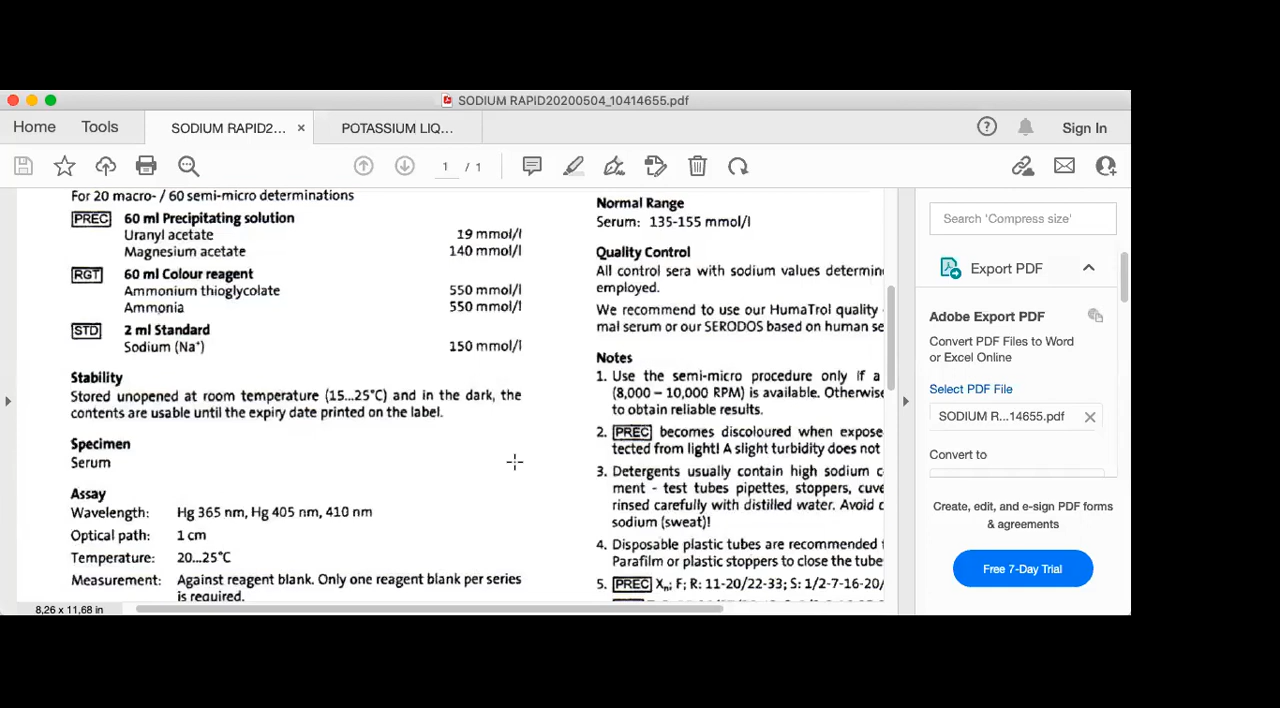 SODIUM RAPID20200504_10414655.pdf
Home Tools SODIUM RAPID2... × POTASSIUM LIQ... Sign In
1 / 1
For 20 macro- / 60 semi-micro determinations
PREC 60 ml Precipitating solution
Uranyl acetate 19 mmol/l
Magnesium acetate 140 mmol/l
RGT 60 ml Colour reagent
Ammonium thioglycolate 550 mmol/l
Ammonia 550 mmol/l
STD 2 ml Standard
Sodium (Na⁺) 150 mmol/l
Stability
Stored unopened at room temperature (15...25°C) and in the dark, the
contents are usable until the expiry date printed on the label.
Specimen
Serum
Assay
Wavelength: Hg 365 nm, Hg 405 nm, 410 nm
Optical path: 1 cm
Temperature: 20...25°C
Measurement: Against reagent blank. Only one reagent blank per series
is required.
8,26 x 11,68 in
Normal Range
Serum: 135-155 mmol/l
Quality Control
All control sera with sodium values determin
employed.
We recommend to use our HumaTrol quality
mal serum or our SERODOS based on human se
Notes
1. Use the semi-micro procedure only if a
(8,000 – 10,000 RPM) is available. Otherwise
to obtain reliable results.
2. PREC becomes discoloured when expose
tected from light! A slight turbidity does not
3. Detergents usually contain high sodium c
ment - test tubes pipettes, stoppers, cuve
rinsed carefully with distilled water. Avoid
sodium (sweat)!
4. Disposable plastic tubes are recommended
Parafilm or plastic stoppers to close the tube
5. PREC Xn; F; R: 11-20/22-33; S: 1/2-7-16-20/
Search 'Compress size'
Export PDF
Adobe Export PDF
Convert PDF Files to Word
or Excel Online
Select PDF File
SODIUM R...14655.pdf
Convert to
Create, edit, and e-sign PDF forms
& agreements
Free 7-Day Trial